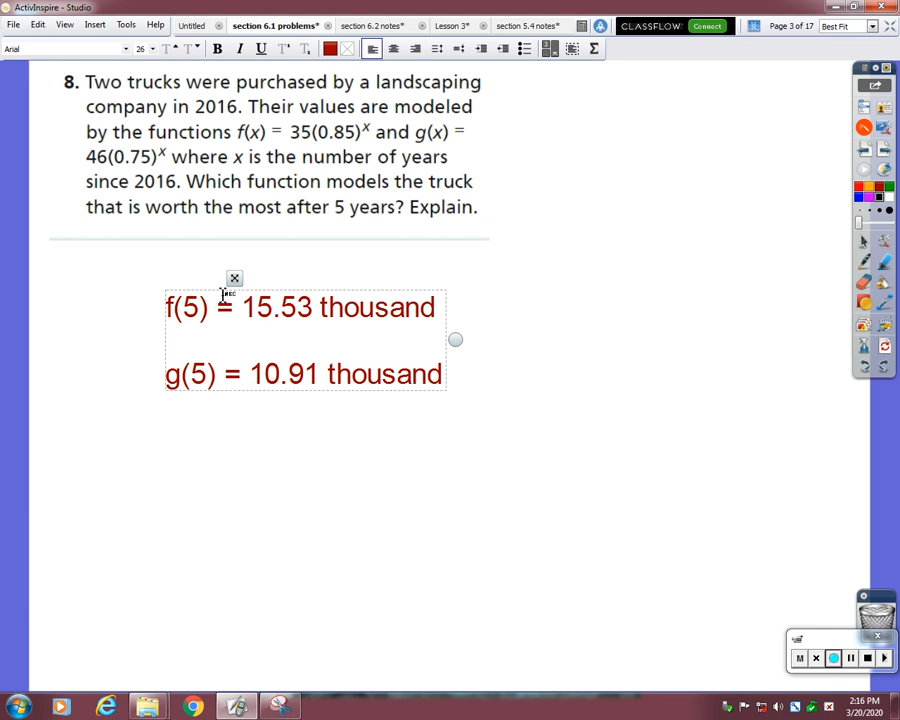 ActivInspire - Studio
File Edit View Insert Tools Help Untitled section 6.1 problems* section 6.2 notes* Lesson 3* section 5.4 notes* CLASSFLOW Connect Page 3 of 17 Best Fit
Arial 26 B I U
8. Two trucks were purchased by a landscaping
company in 2016. Their values are modeled
by the functions f(x) = 35(0.85)^x and g(x) =
46(0.75)^x where x is the number of years
since 2016. Which function models the truck
that is worth the most after 5 years? Explain.
f(5) = 15.53 thousand
g(5) = 10.91 thousand
M
2:16 PM
3/20/2020